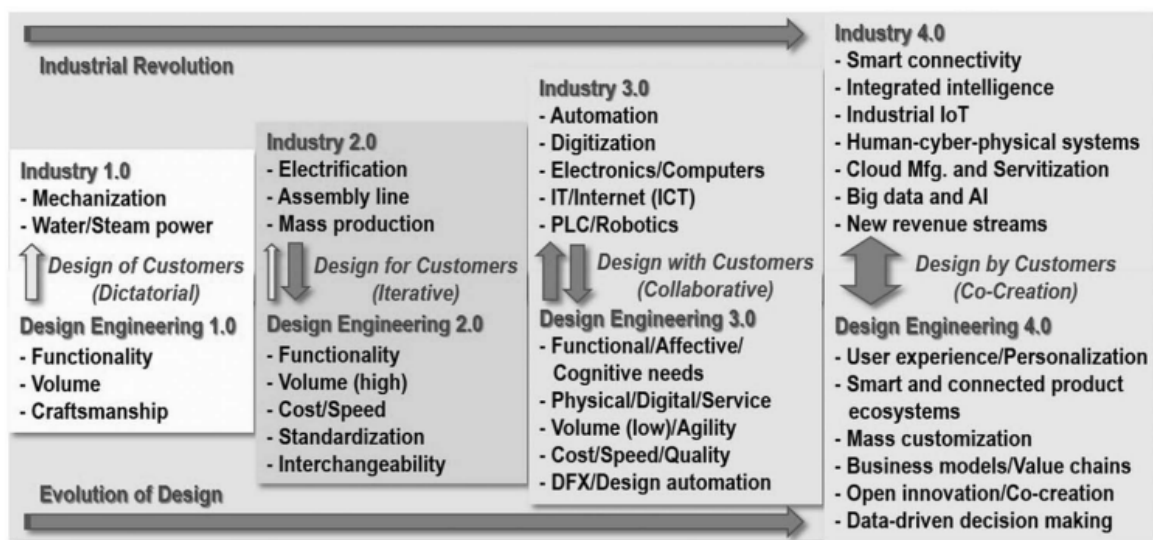 Industrial Revolution
Industry 1.0
- Mechanization
- Water/Steam power
Design of Customers
(Dictatorial)
Design Engineering 1.0
- Functionality
- Volume
- Craftsmanship
Industry 2.0
- Electrification
- Assembly line
- Mass production
Design for Customers
(Iterative)
Design Engineering 2.0
- Functionality
- Volume (high)
- Cost/Speed
- Standardization
- Interchangeability
Industry 3.0
- Automation
- Digitization
- Electronics/Computers
- IT/Internet (ICT)
- PLC/Robotics
Design with Customers
(Collaborative)
Design Engineering 3.0
- Functional/Affective/
Cognitive needs
- Physical/Digital/Service
- Volume (low)/Agility
- Cost/Speed/Quality
- DFX/Design automation
Industry 4.0
- Smart connectivity
- Integrated intelligence
- Industrial IoT
- Human-cyber-physical systems
- Cloud Mfg. and Servitization
- Big data and AI
- New revenue streams
Design by Customers
(Co-Creation)
Design Engineering 4.0
- User experience/Personalization
- Smart and connected product
ecosystems
- Mass customization
- Business models/Value chains
- Open innovation/Co-creation
- Data-driven decision making
Evolution of Design